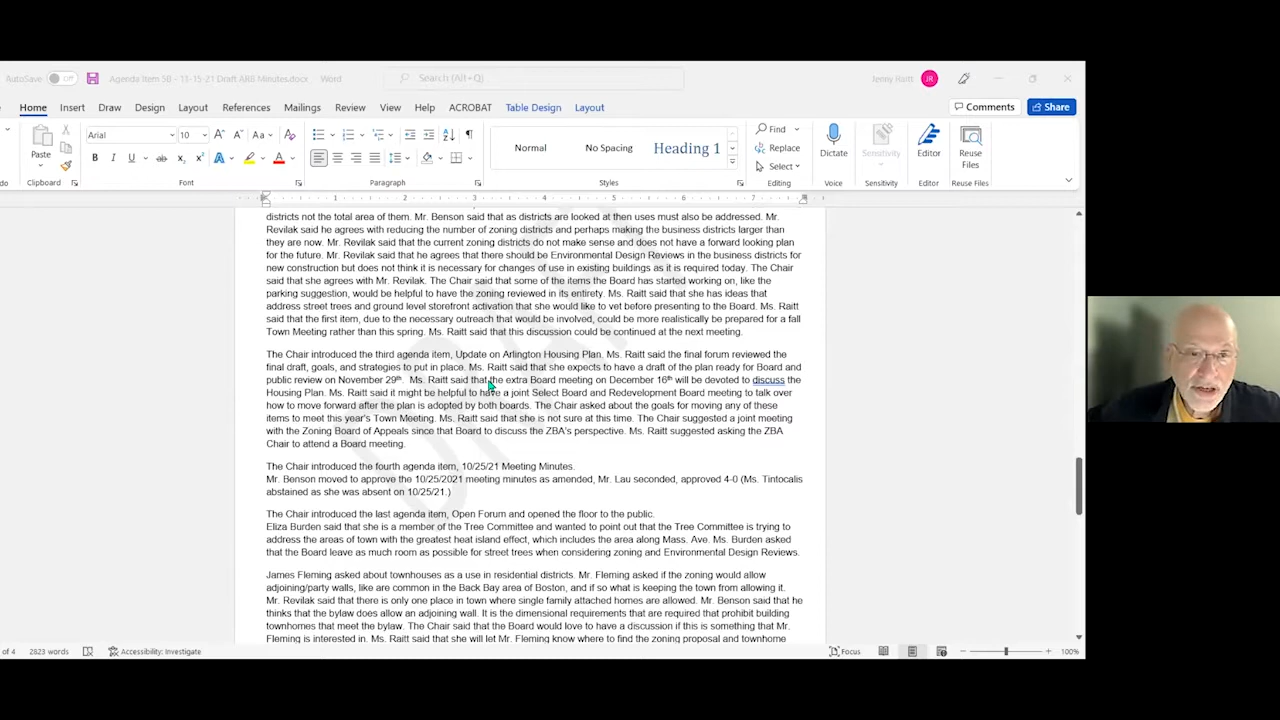 AutoSave Off Agenda Item 5B - 11-15-21 Draft ARB Minutes.docx Word Search (Alt+Q) Jenny Raitt JR
Home Insert Draw Design Layout References Mailings Review View Help ACROBAT Table Design Layout Comments Share
Paste Arial 10 Normal No Spacing Heading 1 Find Replace Select Dictate Sensitivity Editor Reuse Files
Clipboard Font Paragraph Styles Editing Voice Sensitivity Editor Reuse Files
1 2 3 4 5 6 7
districts not the total area of them. Mr. Benson said that as districts are looked at then uses must also be addressed. Mr.
Revilak said he agrees with reducing the number of zoning districts and perhaps making the business districts larger than
they are now. Mr. Revilak said that the current zoning districts do not make sense and does not have a forward looking plan
for the future. Mr. Revilak said that he agrees that there should be Environmental Design Reviews in the business districts for
new construction but does not think it is necessary for changes of use in existing buildings as it is required today. The Chair
said that she agrees with Mr. Revilak. The Chair said that some of the items the Board has started working on, like the
parking suggestion, would be helpful to have the zoning reviewed in its entirety. Ms. Raitt said that she has ideas that
address street trees and ground level storefront activation that she would like to vet before presenting to the Board. Ms. Raitt
said that the first item, due to the necessary outreach that would be involved, could be more realistically be prepared for a fall
Town Meeting rather than this spring. Ms. Raitt said that this discussion could be continued at the next meeting.
The Chair introduced the third agenda item, Update on Arlington Housing Plan. Ms. Raitt said the final forum reviewed the
final draft, goals, and strategies to put in place. Ms. Raitt said that she expects to have a draft of the plan ready for Board and
public review on November 29th. Ms. Raitt said that the extra Board meeting on December 16th will be devoted to discuss the
Housing Plan. Ms. Raitt said it might be helpful to have a joint Select Board and Redevelopment Board meeting to talk over
how to move forward after the plan is adopted by both boards. The Chair asked about the goals for moving any of these
items to meet this year's Town Meeting. Ms. Raitt said that she is not sure at this time. The Chair suggested a joint meeting
with the Zoning Board of Appeals since that Board to discuss the ZBA's perspective. Ms. Raitt suggested asking the ZBA
Chair to attend a Board meeting.
The Chair introduced the fourth agenda item, 10/25/21 Meeting Minutes.
Mr. Benson moved to approve the 10/25/2021 meeting minutes as amended, Mr. Lau seconded, approved 4-0 (Ms. Tintocalis
abstained as she was absent on 10/25/21.)
The Chair introduced the last agenda item, Open Forum and opened the floor to the public.
Eliza Burden said that she is a member of the Tree Committee and wanted to point out that the Tree Committee is trying to
address the areas of town with the greatest heat island effect, which includes the area along Mass. Ave. Ms. Burden asked
that the Board leave as much room as possible for street trees when considering zoning and Environmental Design Reviews.
James Fleming asked about townhouses as a use in residential districts. Mr. Fleming asked if the zoning would allow
adjoining/party walls, like are common in the Back Bay area of Boston, and if so what is keeping the town from allowing it.
Mr. Revilak said that there is only one place in town where single family attached homes are allowed. Mr. Benson said that he
thinks that the bylaw does allow an adjoining wall. It is the dimensional requirements that are required that prohibit building
townhomes that meet the bylaw. The Chair said that the Board would love to have a discussion if this is something that Mr.
Fleming is interested in. Ms. Raitt said that she will let Mr. Fleming know where to find the zoning proposal and townhome
of 4 2823 words Accessibility: Investigate Focus 100%
DRAFT